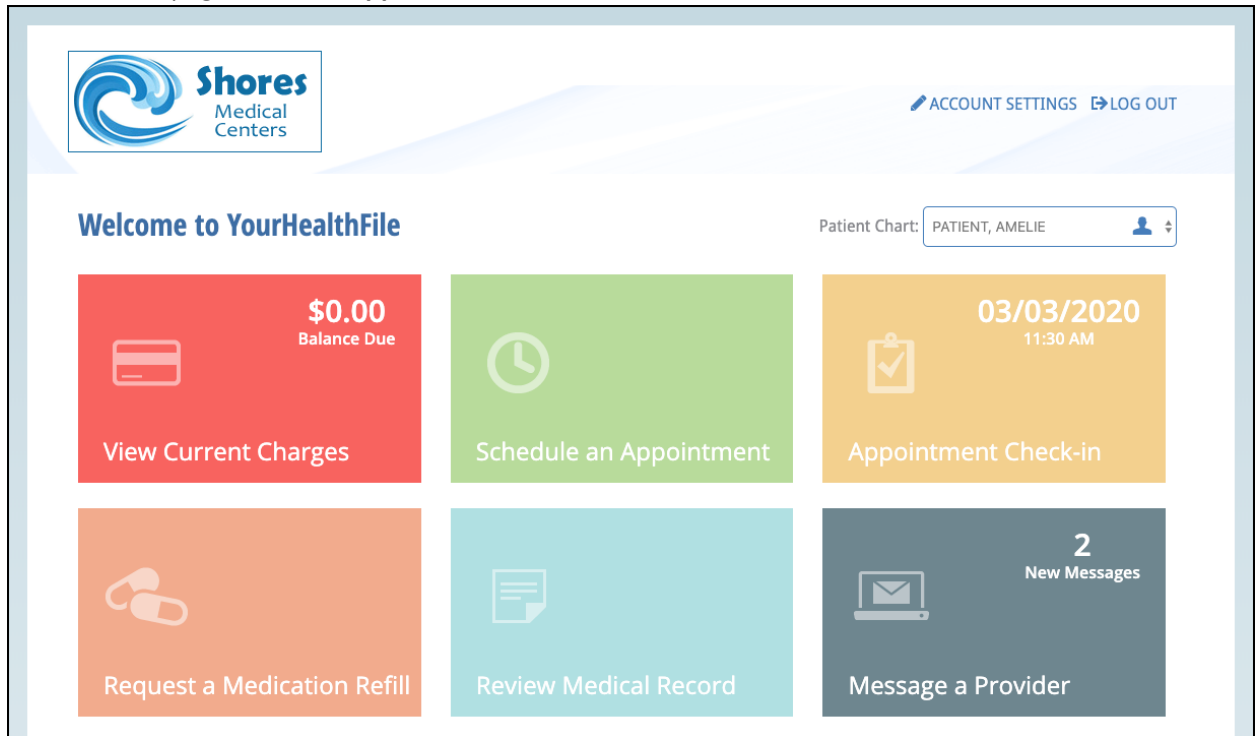 Shores
Medical
Centers
ACCOUNT SETTINGS LOG OUT
Welcome to YourHealthFile
Patient Chart: PATIENT, AMELIE
$0.00
Balance Due
View Current Charges
Schedule an Appointment
03/03/2020
11:30 AM
Appointment Check-in
Request a Medication Refill
Review Medical Record
2
New Messages
Message a Provider